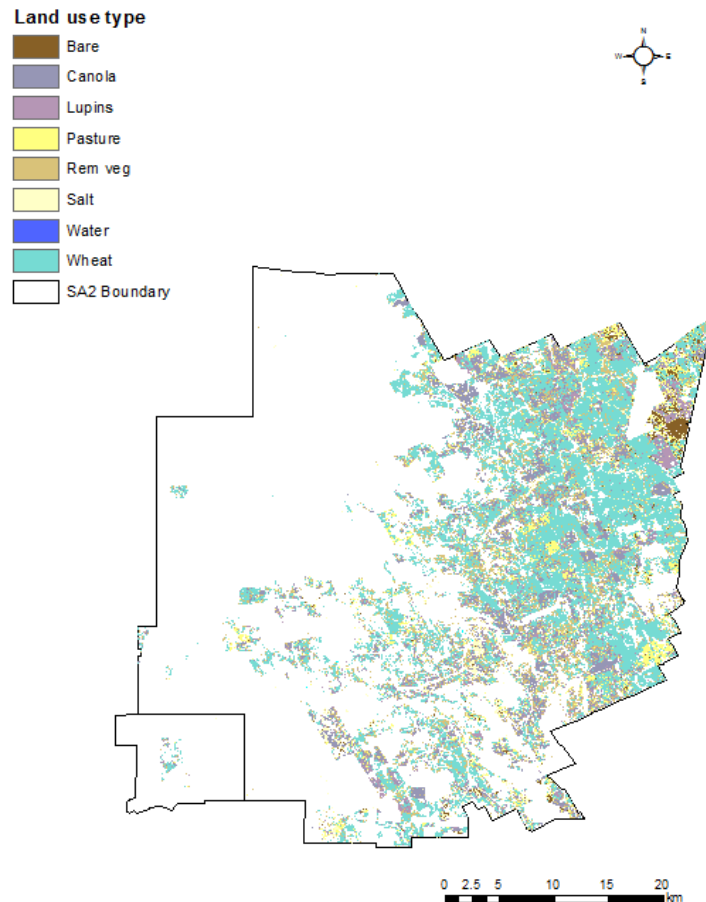 Land use type
Bare
Canola
Lupins
Pasture
Rem veg
Salt
Water
Wheat
SA2 Boundary
N
W E
S
0 2.5 5 10 15 20
km